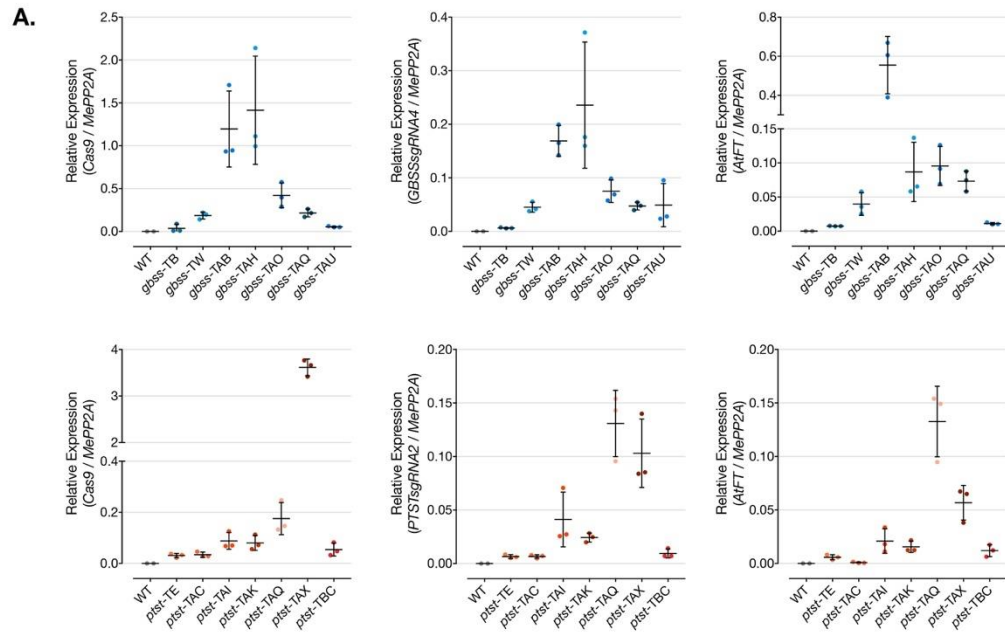 A.
Relative Expression
(Cas9 / MePP2A)
2.5
2.0
1.5
1.0
0.5
0.0
WT
gbss-TB
gbss-TW
gbss-TAB
gbss-TAH
gbss-TAO
gbss-TAQ
gbss-TAU
Relative Expression
(GBSSsgRNA4 / MePP2A)
0.4
0.3
0.2
0.1
0.0
WT
gbss-TB
gbss-TW
gbss-TAB
gbss-TAH
gbss-TAO
gbss-TAQ
gbss-TAU
Relative Expression
(AtFT / MePP2A)
0.8
0.6
0.4
0.15
0.10
0.05
0.00
WT
gbss-TB
gbss-TW
gbss-TAB
gbss-TAH
gbss-TAO
gbss-TAQ
gbss-TAU
Relative Expression
(Cas9 / MePP2A)
4
3
2
0.4
0.2
0.0
WT
ptst-TE
ptst-TAC
ptst-TAI
ptst-TAK
ptst-TAQ
ptst-TAX
ptst-TBC
Relative Expression
(PTSTsgRNA2 / MePP2A)
0.20
0.15
0.10
0.05
0.00
WT
ptst-TE
ptst-TAC
ptst-TAI
ptst-TAK
ptst-TAQ
ptst-TAX
ptst-TBC
Relative Expression
(AtFT / MePP2A)
0.20
0.15
0.10
0.05
0.00
WT
ptst-TE
ptst-TAC
ptst-TAI
ptst-TAK
ptst-TAQ
ptst-TAX
ptst-TBC